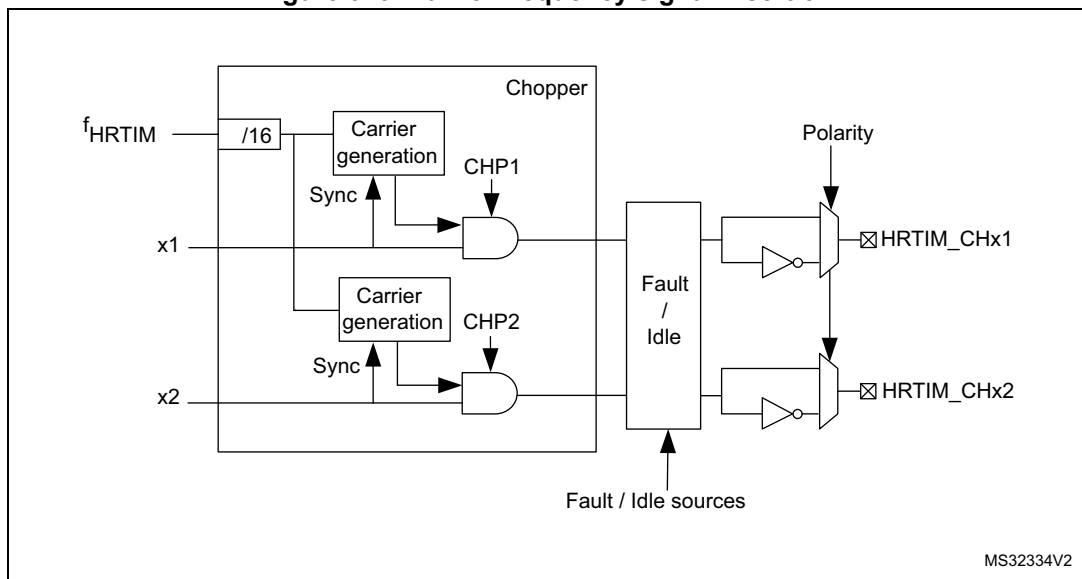 Chopper
fHRTIM
/16
Carrier
generation
CHP1
Sync
x1
Carrier
generation
CHP2
Sync
x2
Fault
/
Idle
Polarity
HRTIM_CHx1
HRTIM_CHx2
Fault / Idle sources
MS32334V2